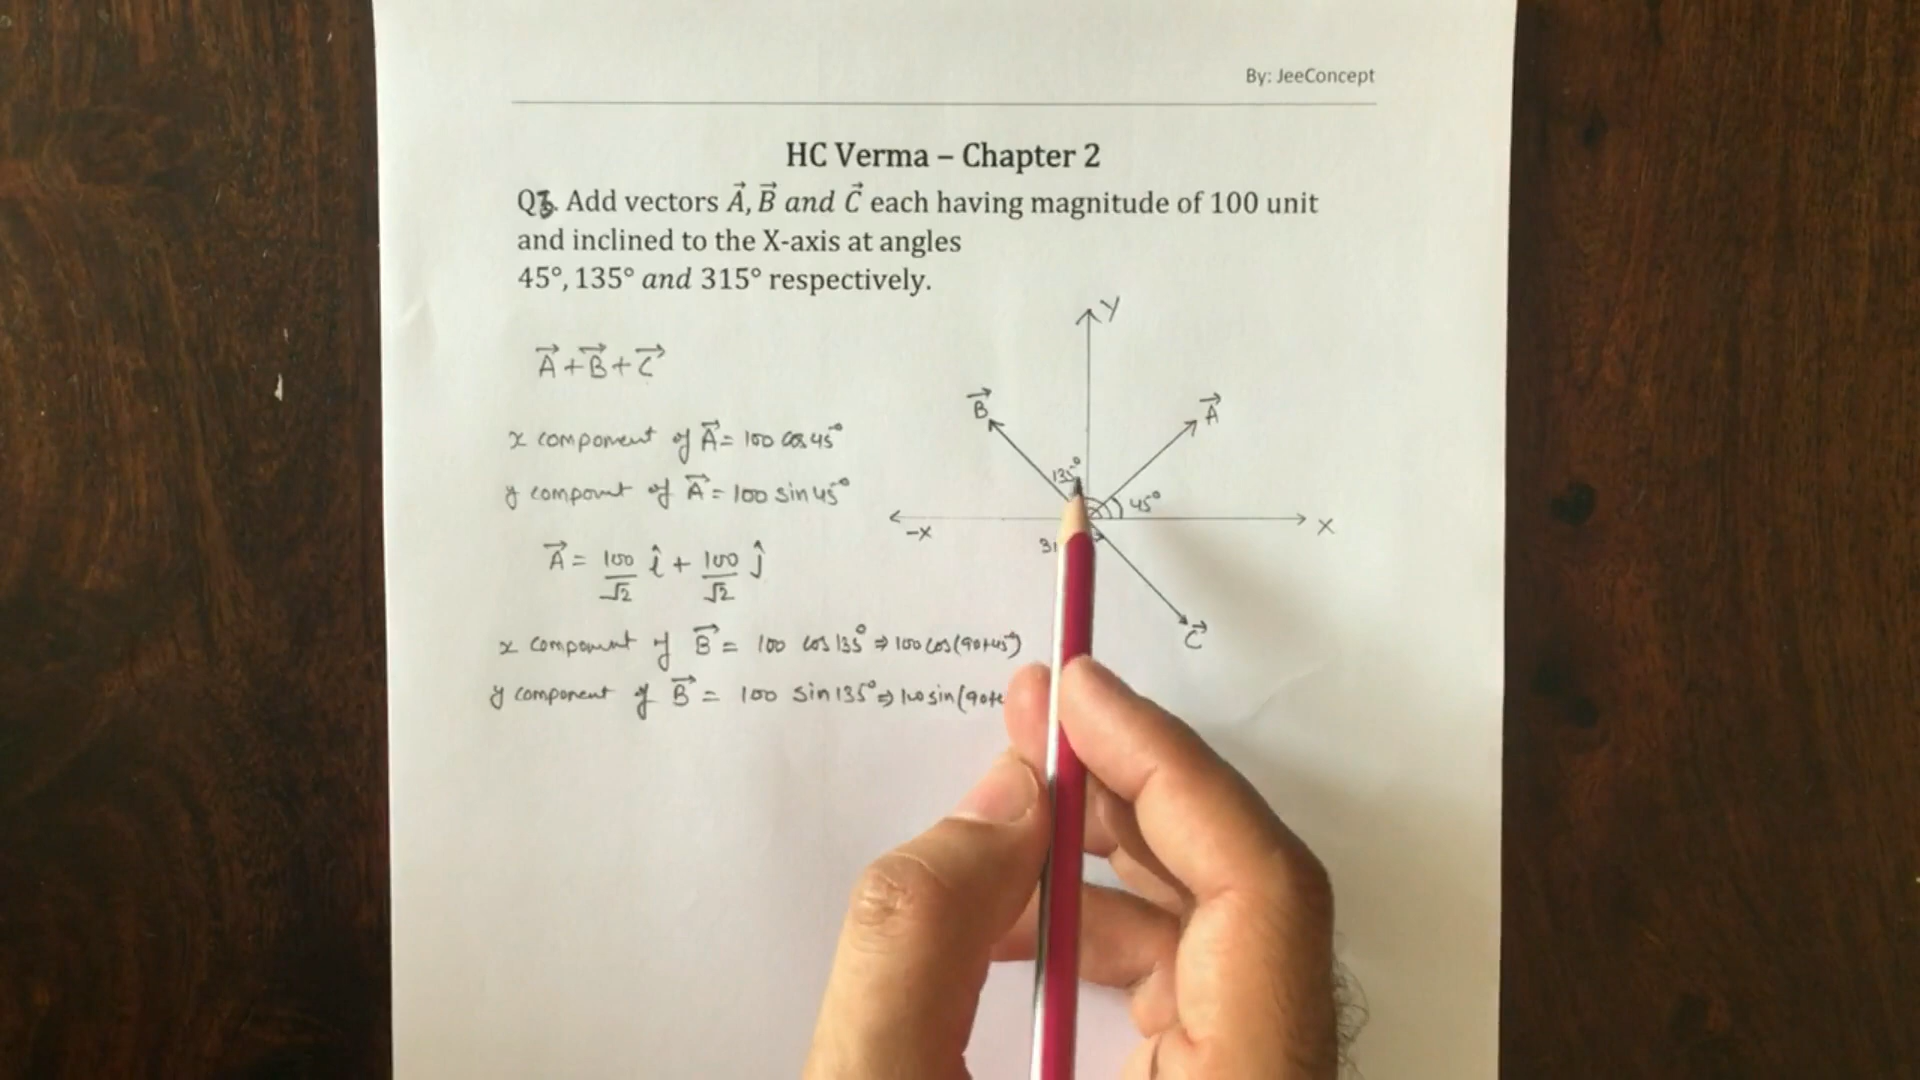 By: JeeConcept
HC Verma – Chapter 2
Q3. Add vectors A⃗, B⃗ and C⃗ each having magnitude of 100 unit
and inclined to the X-axis at angles
45°, 135° and 315° respectively.
A⃗ + B⃗ + C⃗
x component of A⃗ = 100 cos 45°
y compount of A⃗ = 100 sin 45°
A⃗ = 100/√2 î + 100/√2 ĵ
x component of B⃗ = 100 cos 135° ⇒ 100 cos(90+45°)
y component of B⃗ = 100 sin 135° ⇒ 100 sin(90+
Y
B⃗
A⃗
135°
45°
-X
X
3
C⃗